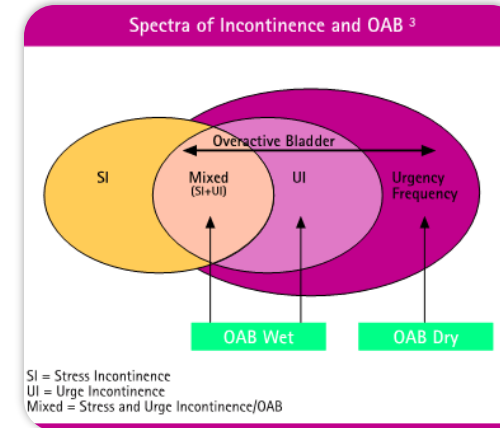 Spectra of Incontinence and OAB 3
Overactive Bladder
SI
Mixed
(SI+UI)
UI
Urgency
Frequency
OAB Wet
OAB Dry
SI = Stress Incontinence
UI = Urge Incontinence
Mixed = Stress and Urge Incontinence/OAB